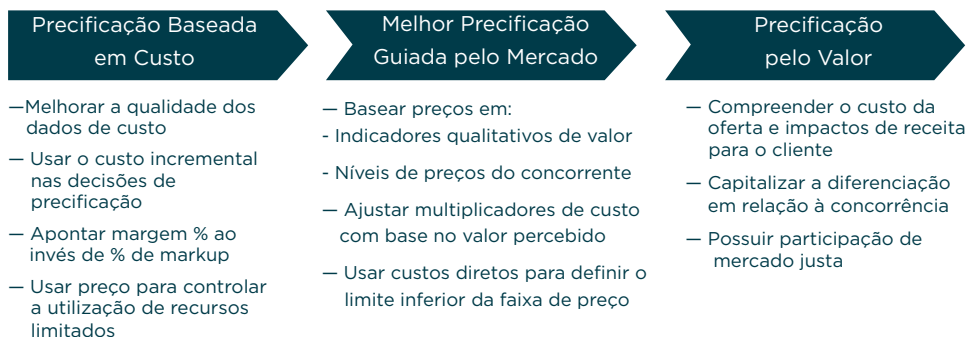 Precificação Baseada
em Custo
—Melhorar a qualidade dos
dados de custo
— Usar o custo incremental
nas decisões de
precificação
— Apontar margem % ao
invés de % de markup
— Usar preço para controlar
a utilização de recursos
limitados
Melhor Precificação
Guiada pelo Mercado
— Basear preços em:
- Indicadores qualitativos de valor
- Níveis de preços do concorrente
— Ajustar multiplicadores de custo
com base no valor percebido
— Usar custos diretos para definir o
limite inferior da faixa de preço
Precificação
pelo Valor
— Compreender o custo da
oferta e impactos de receita
para o cliente
— Capitalizar a diferenciação
em relação à concorrência
— Possuir participação de
mercado justa